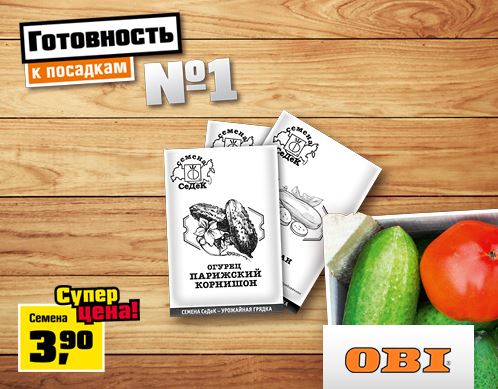 Готовность
к посадкам
№1
семена
СеДеК
семена
СеДеК
ОГУРЕЦ
ПАРИЖСКИЙ
КОРНИШОН
СЕМЕНА СеДеК – УРОЖАЙНАЯ ГРЯДКА
Супер
цена!
Семена
3,90
OBI